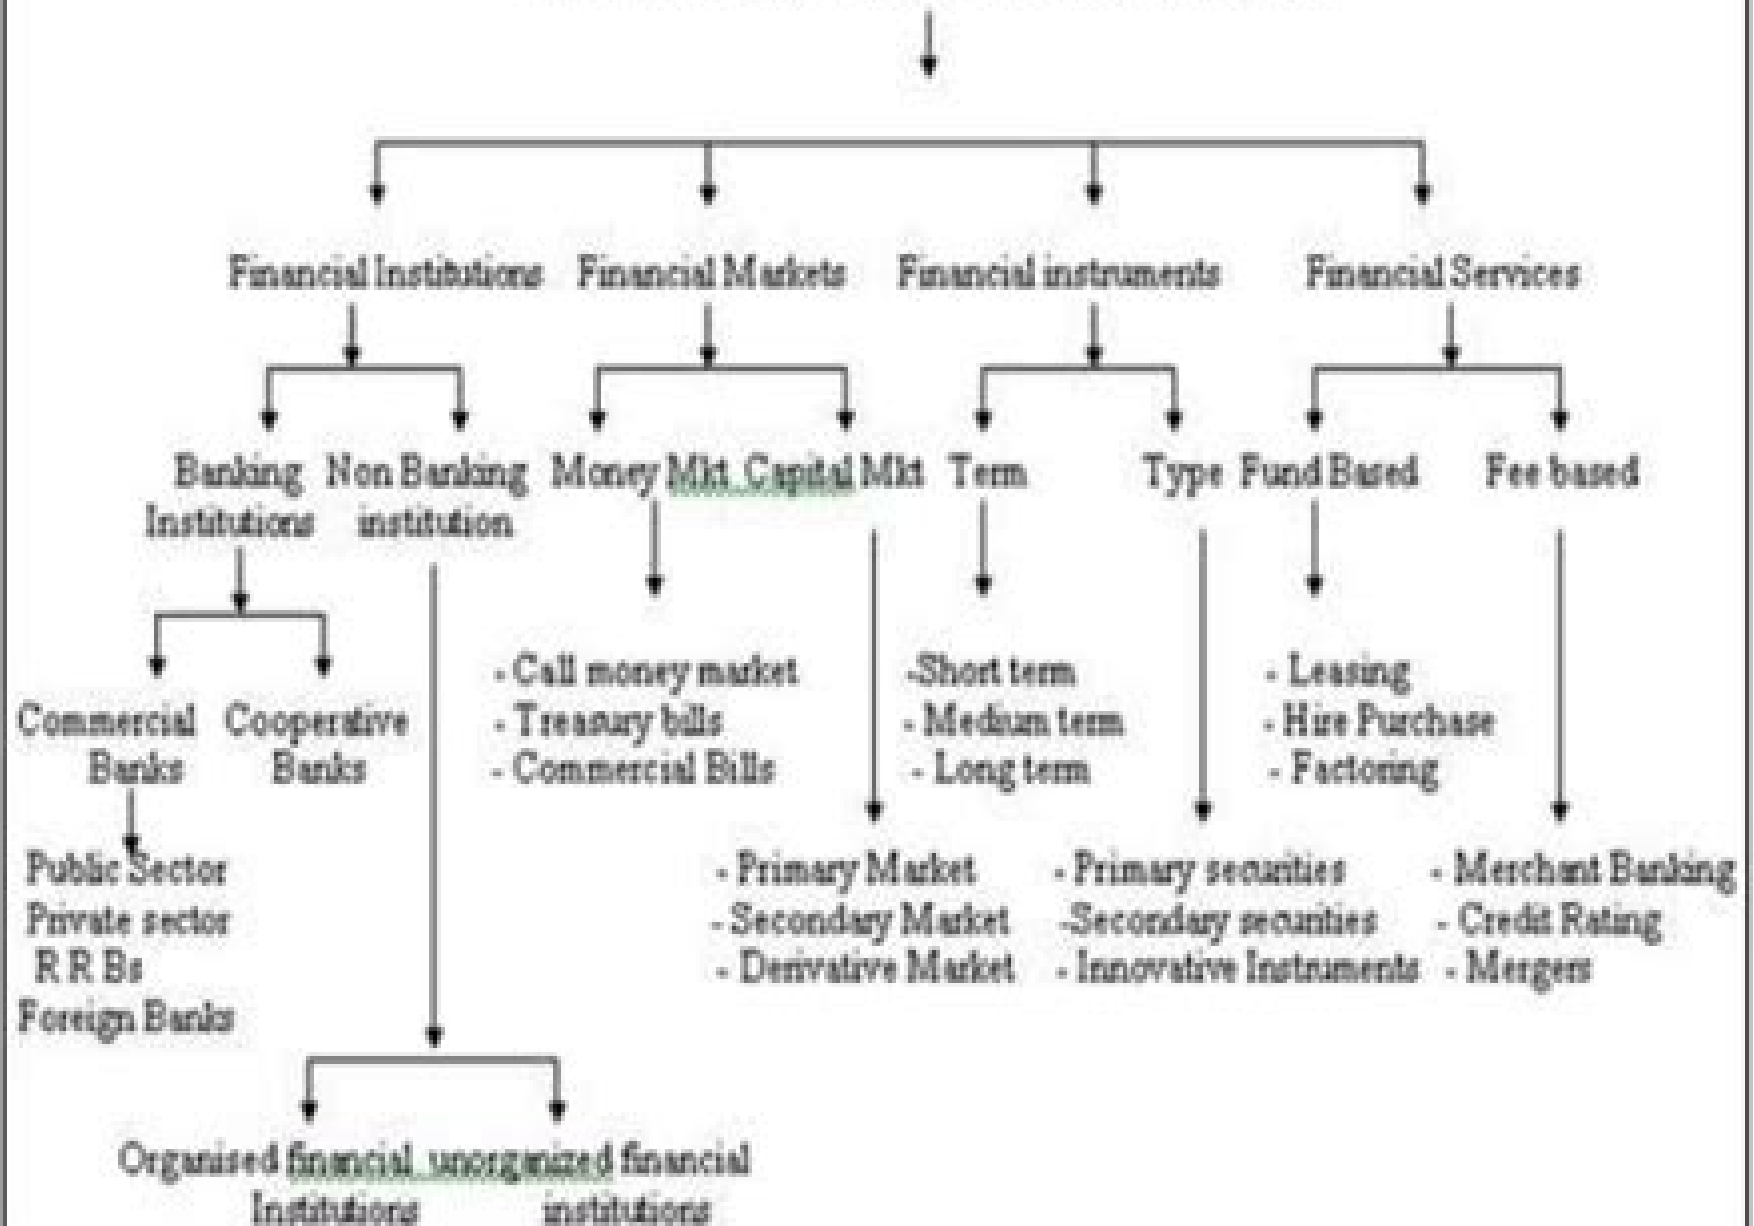 Financial Institutions Financial Markets Financial instruments Financial Services
Banking Non Banking Money Mkt Capital Mkt Term Type Fund Based Fee based
Institutions institution
- Call money market -Short term - Leasing
Commercial Cooperative - Treasury bills - Medium term - Hire Purchase
Banks Banks - Commercial Bills - Long term - Factoring
Public Sector - Primary Market - Primary securities - Merchant Banking
Private sector - Secondary Market -Secondary securities - Credit Rating
R R Bs - Derivative Market - Innovative Instruments - Mergers
Foreign Banks
Organised financial unorganized financial
Institutions institutions